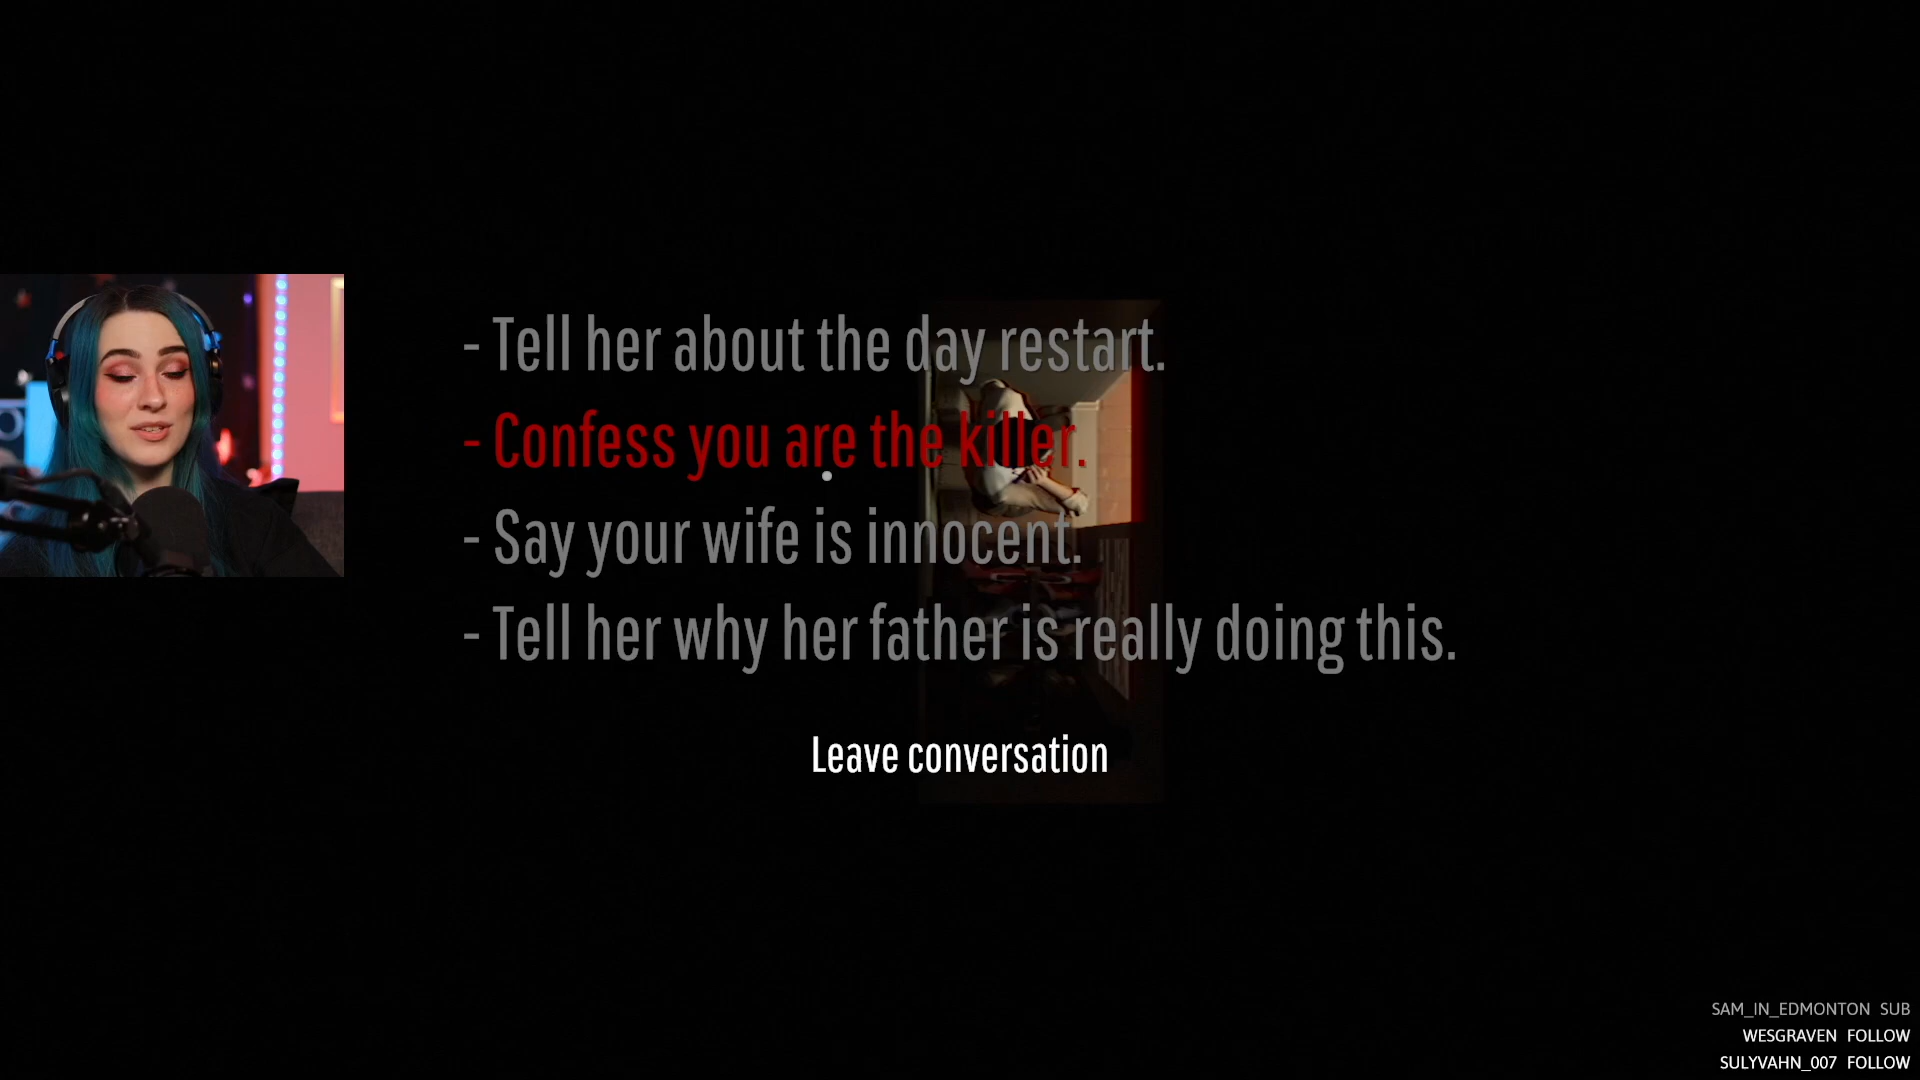 - Tell her about the day restart.
- Confess you are the killer.
- Say your wife is innocent.
- Tell her why her father is really doing this.
Leave conversation
SAM_IN_EDMONTON SUB
WESGRAVEN FOLLOW
SULYVAHN_007 FOLLOW